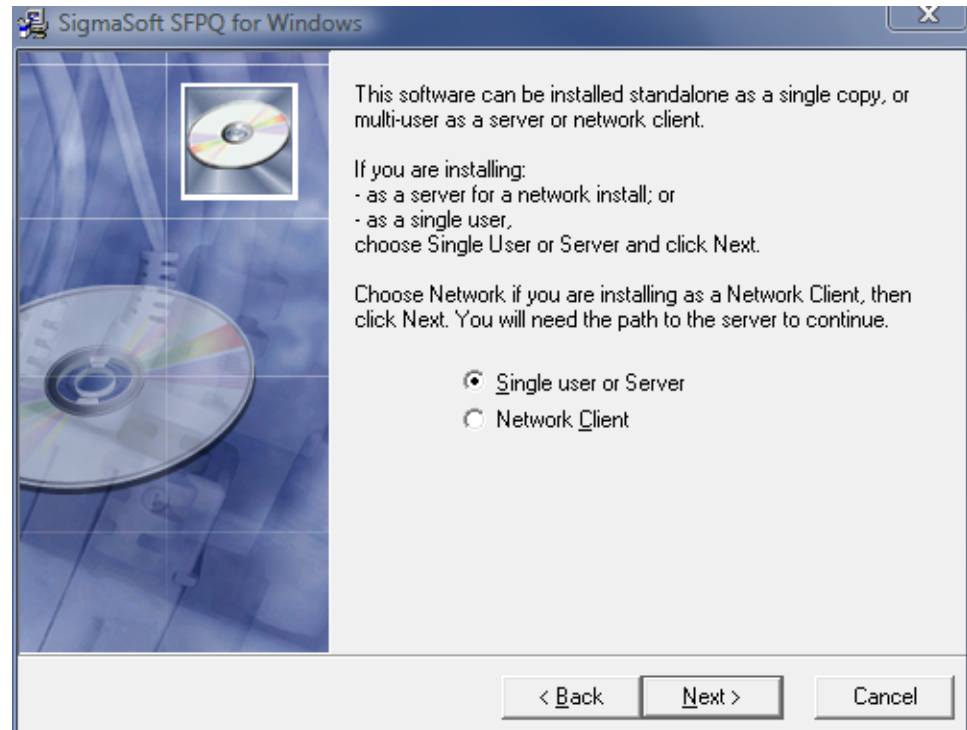 SigmaSoft SFPQ for Windows
This software can be installed standalone as a single copy, or
multi-user as a server or network client.
If you are installing:
- as a server for a network install; or
- as a single user,
choose Single User or Server and click Next.
Choose Network if you are installing as a Network Client, then
click Next. You will need the path to the server to continue.
Single user or Server
Network Client
< Back
Next >
Cancel